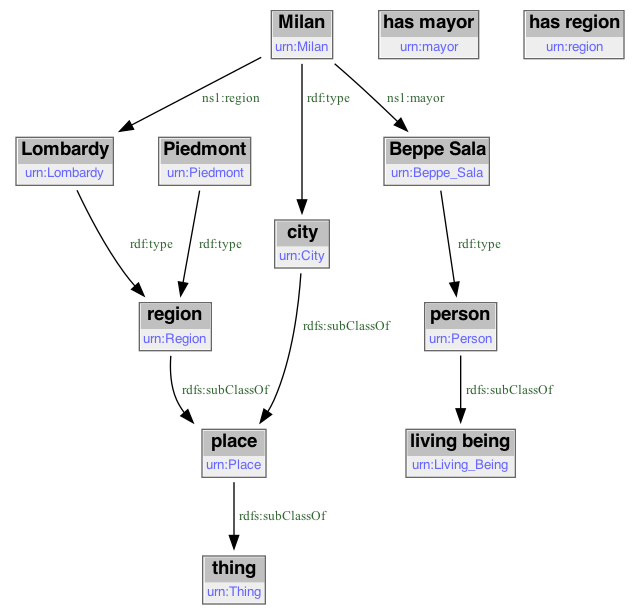 Milan
urn:Milan
has mayor
urn:mayor
has region
urn:region
ns1:region
rdf:type
ns1:mayor
Lombardy
urn:Lombardy
Piedmont
urn:Piedmont
Beppe Sala
urn:Beppe_Sala
rdf:type
rdf:type
city
urn:City
rdf:type
region
urn:Region
rdfs:subClassOf
person
urn:Person
rdfs:subClassOf
rdfs:subClassOf
place
urn:Place
living being
urn:Living_Being
rdfs:subClassOf
thing
urn:Thing